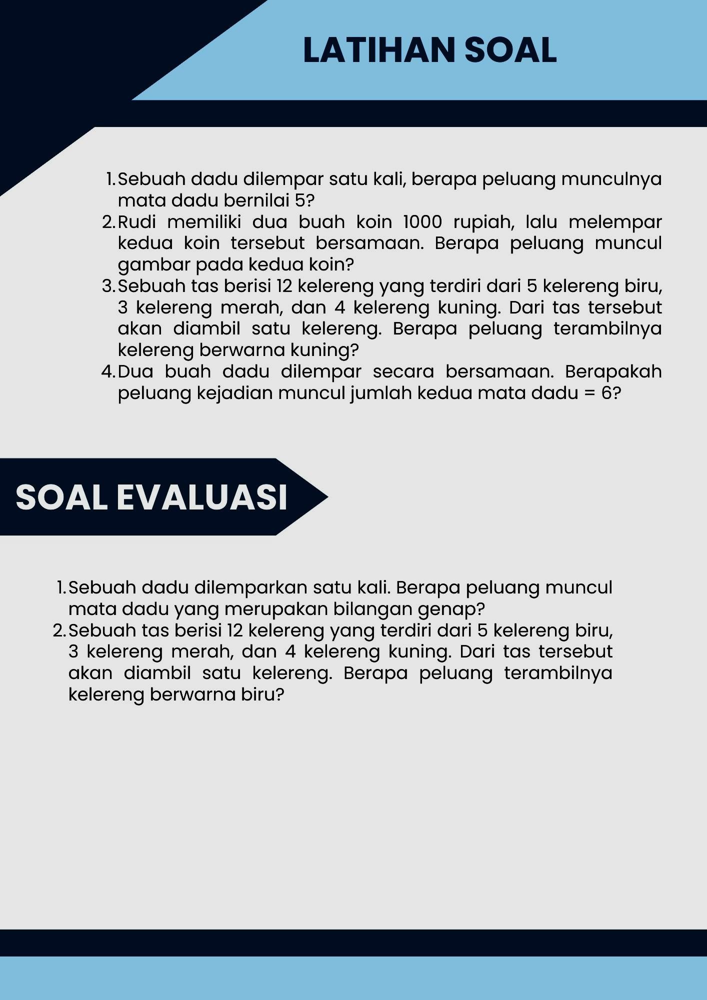 LATIHAN SOAL
1. Sebuah dadu dilempar satu kali, berapa peluang munculnya
mata dadu bernilai 5?
2. Rudi memiliki dua buah koin 1000 rupiah, lalu melempar
kedua koin tersebut bersamaan. Berapa peluang muncul
gambar pada kedua koin?
3. Sebuah tas berisi 12 kelereng yang terdiri dari 5 kelereng biru,
3 kelereng merah, dan 4 kelereng kuning. Dari tas tersebut
akan diambil satu kelereng. Berapa peluang terambilnya
kelereng berwarna kuning?
4. Dua buah dadu dilempar secara bersamaan. Berapakah
peluang kejadian muncul jumlah kedua mata dadu = 6?
SOAL EVALUASI
1. Sebuah dadu dilemparkan satu kali. Berapa peluang muncul
mata dadu yang merupakan bilangan genap?
2. Sebuah tas berisi 12 kelereng yang terdiri dari 5 kelereng biru,
3 kelereng merah, dan 4 kelereng kuning. Dari tas tersebut
akan diambil satu kelereng. Berapa peluang terambilnya
kelereng berwarna biru?